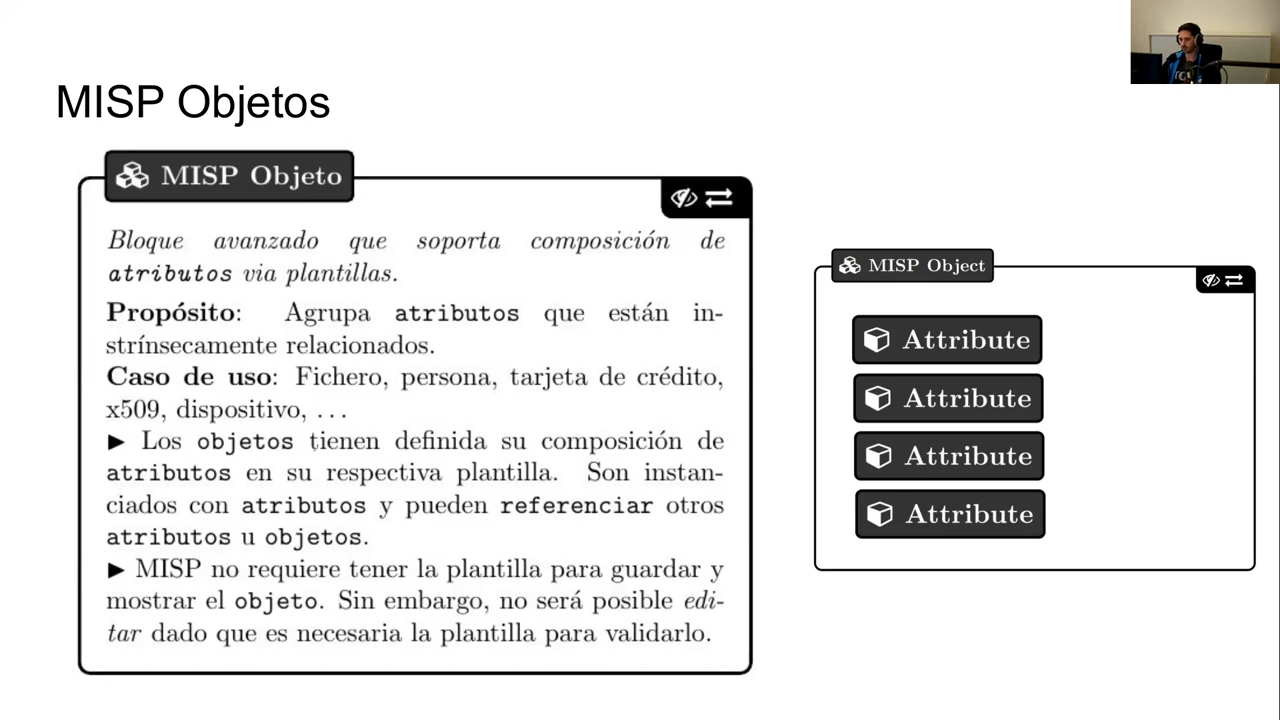 MISP Objetos
MISP Objeto
Bloque avanzado que soporta composición de
atributos via plantillas.
Propósito: Agrupa atributos que están in-
strínsecamente relacionados.
Caso de uso: Fichero, persona, tarjeta de crédito,
x509, dispositivo, ...
▶ Los objetos tienen definida su composición de
atributos en su respectiva plantilla. Son instan-
ciados con atributos y pueden referenciar otros
atributos u objetos.
▶ MISP no requiere tener la plantilla para guardar y
mostrar el objeto. Sin embargo, no será posible edi-
tar dado que es necesaria la plantilla para validarlo.
MISP Object
Attribute
Attribute
Attribute
Attribute